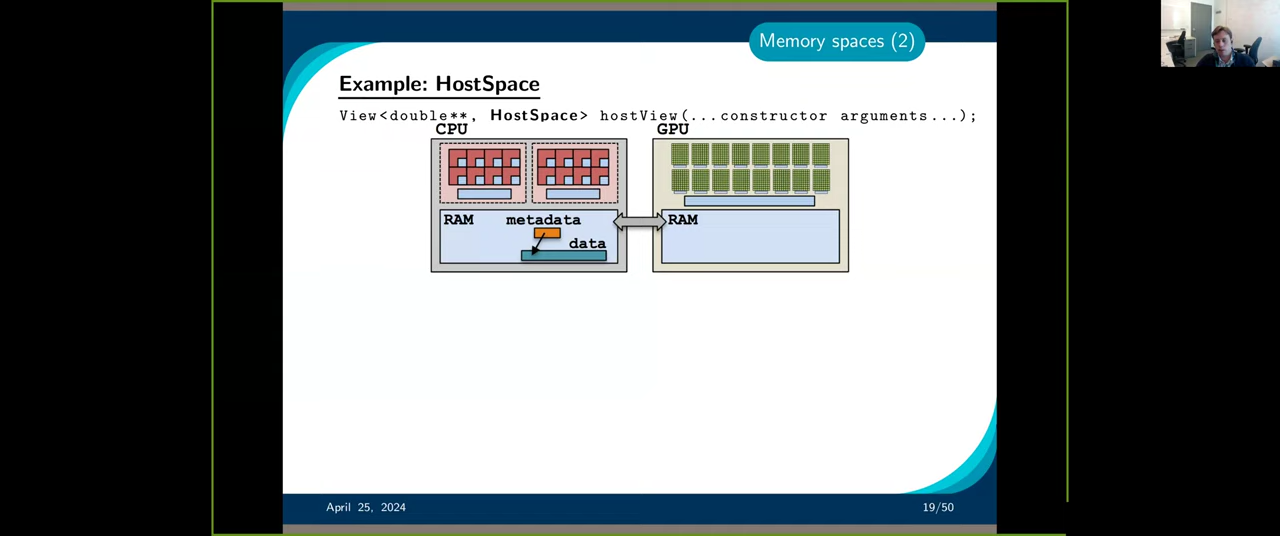 Memory spaces (2)
Example: HostSpace
View<double**, HostSpace> hostView(...constructor arguments...);
CPU GPU
RAM metadata RAM
data
April 25, 2024 19/50